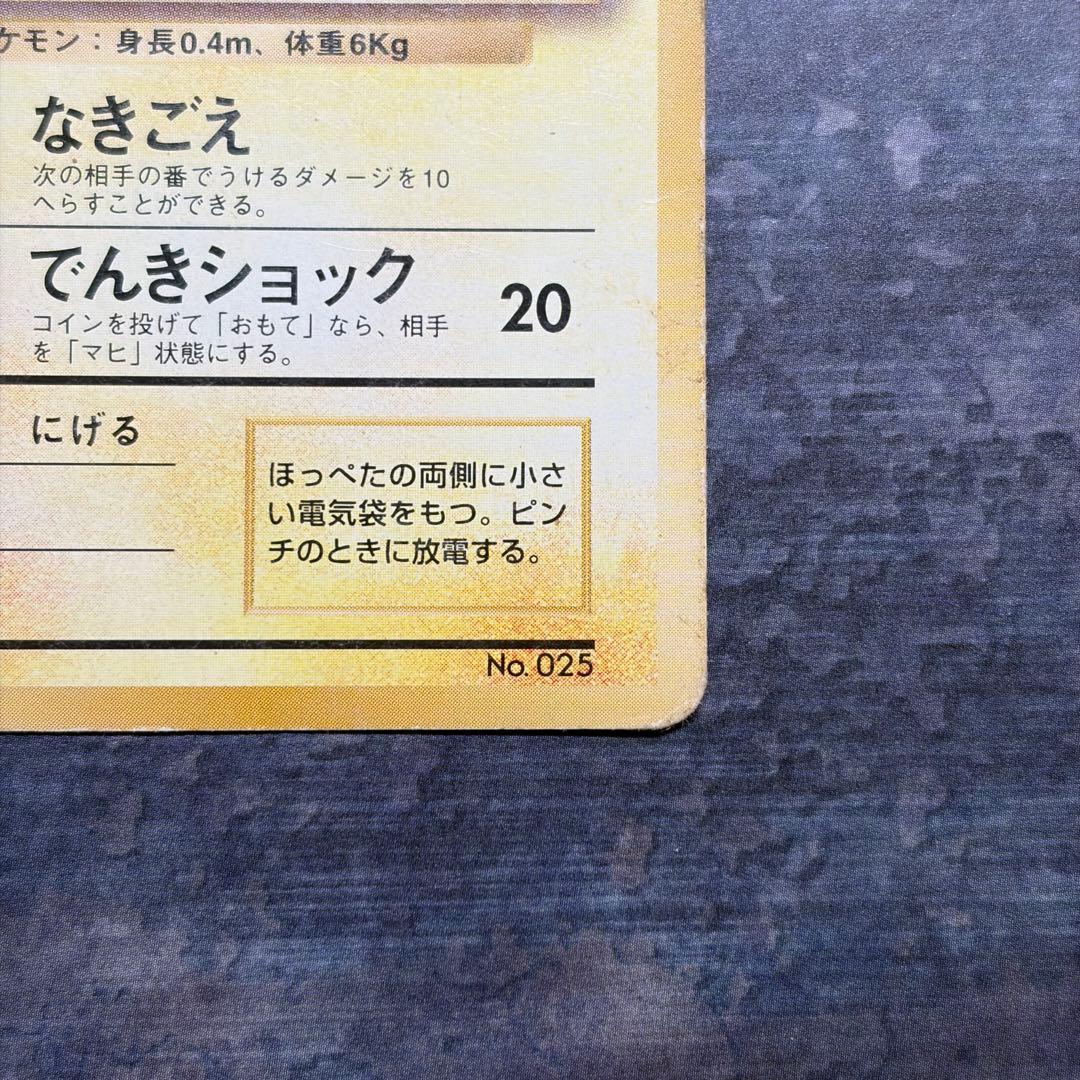 ケモン：身長0.4m、体重6Kg
なきごえ
次の相手の番でうけるダメージを10
へらすことができる。
でんきショック
20
コインを投げて「おもて」なら、相手
を「マヒ」状態にする。
にげる
ほっぺたの両側に小さ
い電気袋をもつ。ピン
チのときに放電する。
No. 025